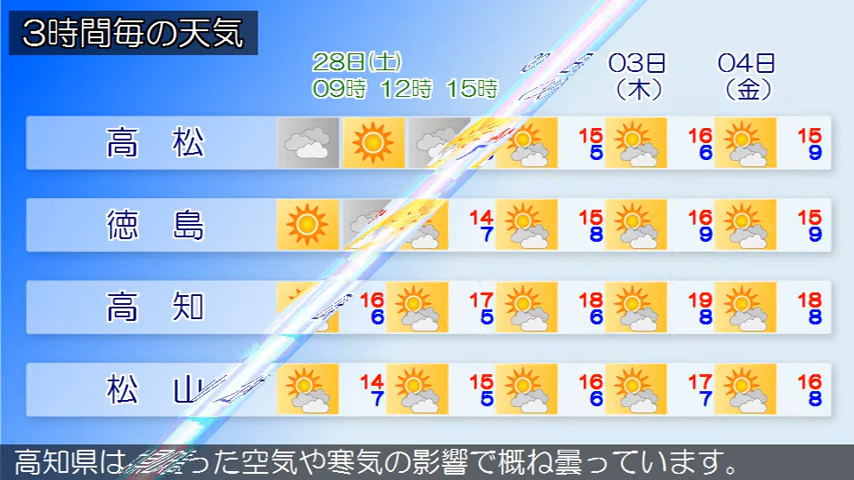 3時間毎の天気
28日(土)
09時 12時 15時
03日 04日
(木) (金)
高松 15 5 16 6 15 9
徳島 14 7 15 8 16 9 15 9
高知 16 6 17 5 18 6 19 8 18 8
松山 14 7 15 5 16 6 17 7 16 8
高知県は、った空気や寒気の影響で概ね曇っています。